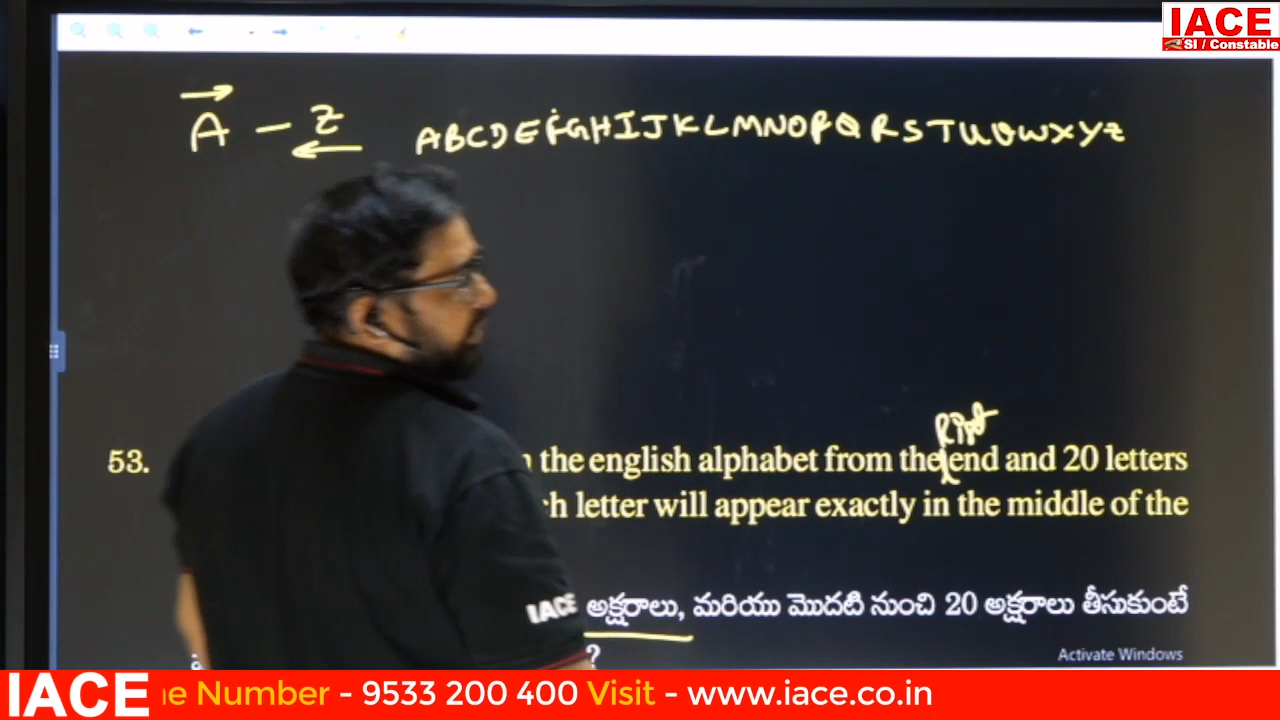 IACE
SI / Constable
A - Z ABCDEFGHIJKLMNOPQRSTUVWXYZ
Right
53. the english alphabet from the end and 20 letters
letter will appear exactly in the middle of the
IACE అక్షరాలు, మరియు మొదటి నుంచి 20 అక్షరాలు తీసుకుంటే
?
Activate Windows
IACE Number - 9533 200 400 Visit - www.iace.co.in